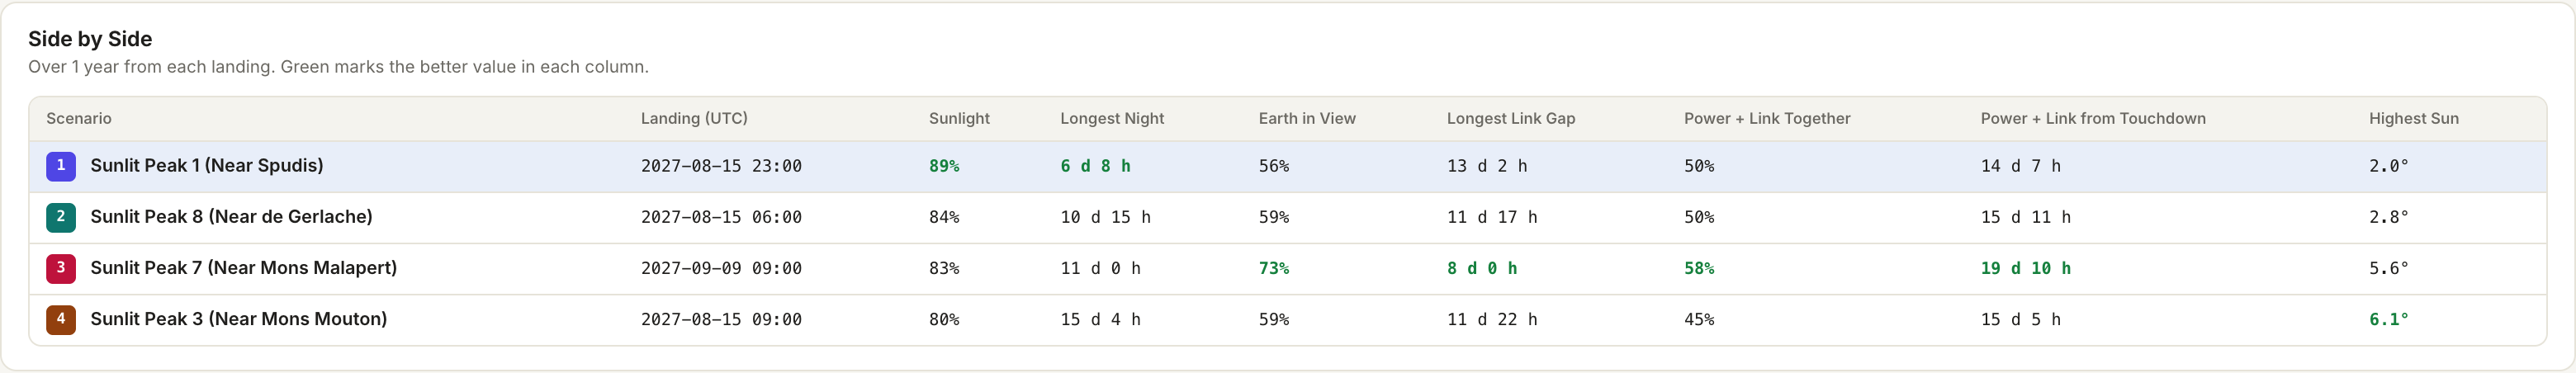 Side by Side
Over 1 year from each landing. Green marks the better value in each column.
Scenario Landing (UTC) Sunlight Longest Night Earth in View Longest Link Gap Power + Link Together Power + Link from Touchdown Highest Sun
1 Sunlit Peak 1 (Near Spudis) 2027-08-15 23:00 89% 6 d 8 h 56% 13 d 2 h 50% 14 d 7 h 2.0°
2 Sunlit Peak 8 (Near de Gerlache) 2027-08-15 06:00 84% 10 d 15 h 59% 11 d 17 h 50% 15 d 11 h 2.8°
3 Sunlit Peak 7 (Near Mons Malapert) 2027-09-09 09:00 83% 11 d 0 h 73% 8 d 0 h 58% 19 d 10 h 5.6°
4 Sunlit Peak 3 (Near Mons Mouton) 2027-08-15 09:00 80% 15 d 4 h 59% 11 d 22 h 45% 15 d 5 h 6.1°